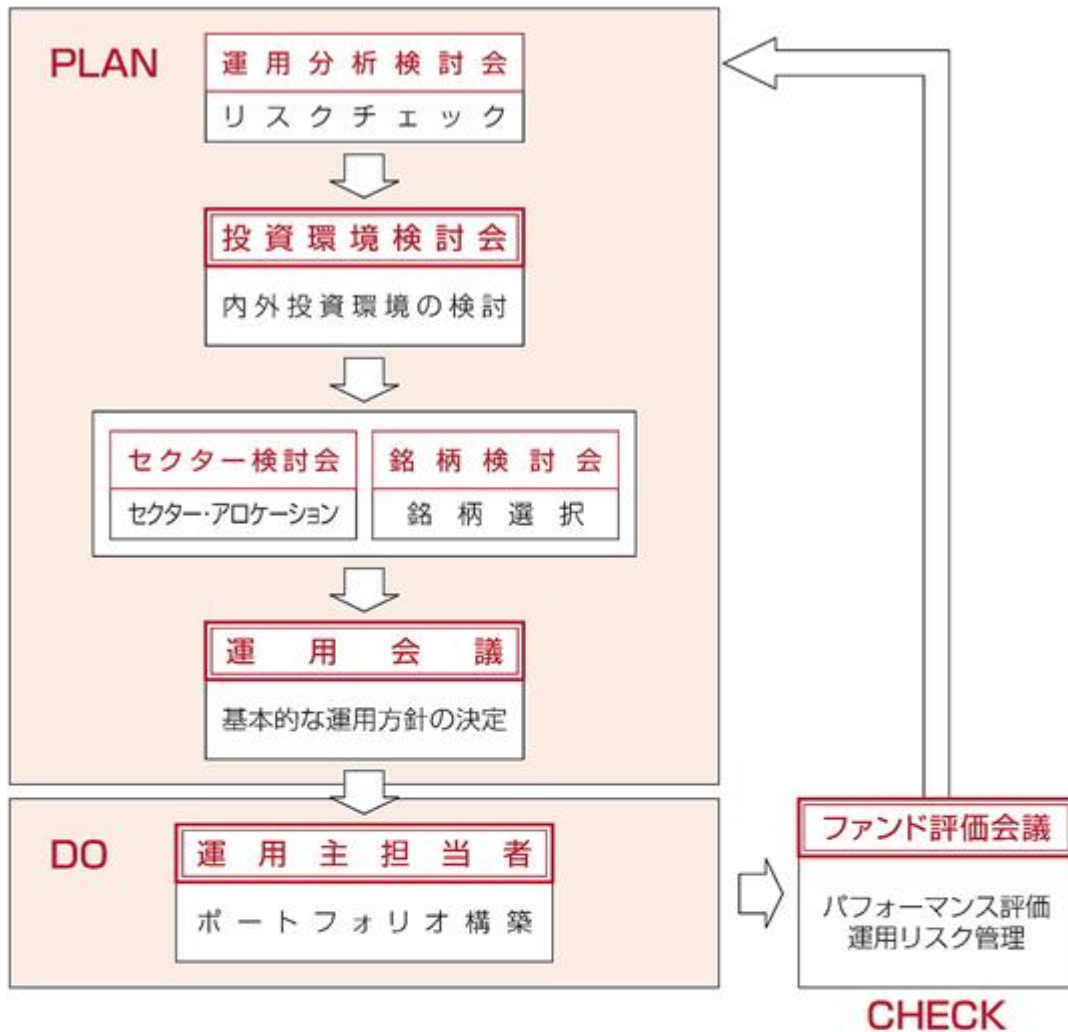 PLAN
運用分析検討会
リスクチェック
投資環境検討会
内外投資環境の検討
セクター検討会
セクター・アロケーション
銘柄検討会
銘柄選択
運用会議
基本的な運用方針の決定
DO
運用主担当者
ポートフォリオ構築
ファンド評価会議
パフォーマンス評価
運用リスク管理
CHECK